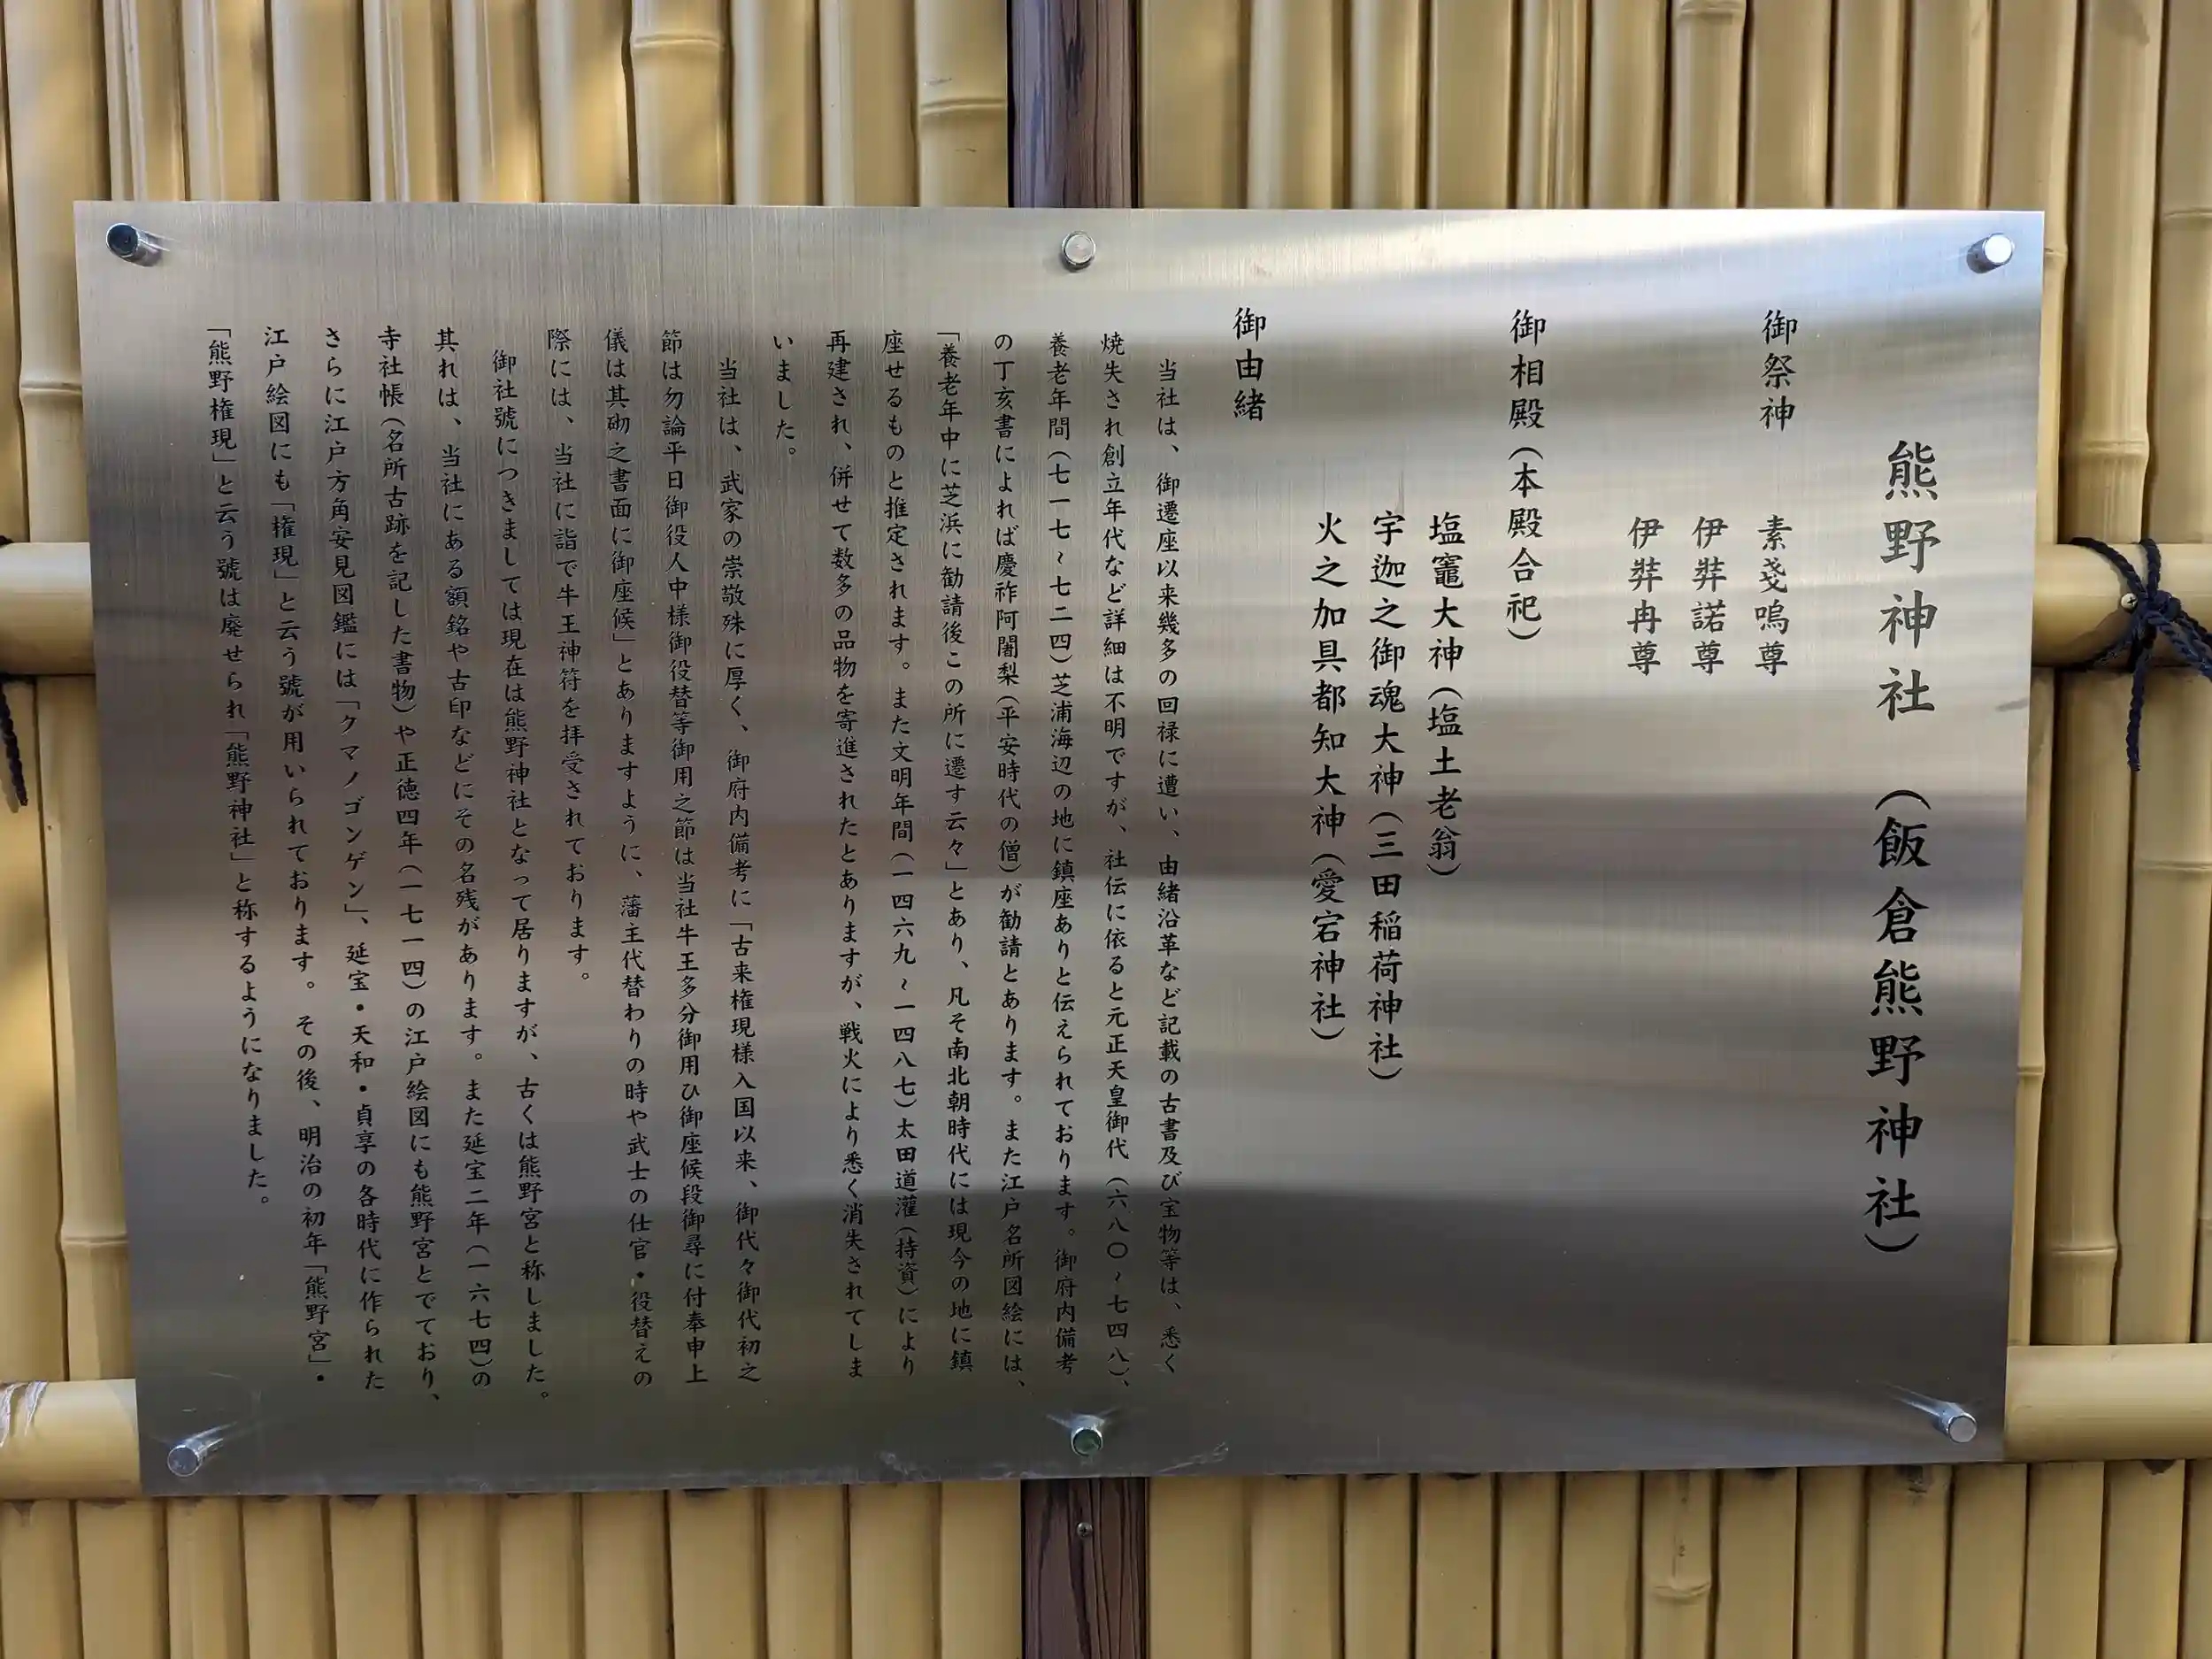 熊野神社 （飯倉熊野神社）
御祭神
素戔嗚尊
伊弉諾尊
伊弉冉尊
御相殿（本殿合祀）
塩竈大神（塩土老翁）
宇迦之御魂大神（三田稲荷神社）
火之加具都知大神（愛宕神社）
御由緒
当社は、御遷座以来幾多の回禄に遭い、由緒沿革など記載の古書及び宝物等は、悉く
焼失され創立年代など詳細は不明ですが、社伝に依ると元正天皇御代（六八〇～七四八）、
養老年間（七一七～七二四）芝浦海辺の地に鎮座ありと伝えられております。御府内備考
の丁亥書によれば慶祚阿闍梨（平安時代の僧）が勧請とあります。また江戸名所図絵には、
「養老年中に芝浜に勧請後この所に遷す云々」とあり、凡そ南北朝時代には現今の地に鎮
座せるものと推定されます。また文明年間（一四六九～一四八七）太田道灌（持資）により
再建され、併せて数多の品物を寄進されたとありますが、戦火により悉く消失されてしま
いました。
当社は、武家の崇敬殊に厚く、御府内備考に「古来権現様入国以来、御代々御代初之
節は勿論平日御役人中様御役替等御用之節は当社牛王多分御用ひ御座候段御尋に付奉申上
儀は其砌之書面に御座候」とありますように、藩主代替わりの時や武士の仕官・役替えの
際には、当社に詣で牛王神符を拝受されております。
御社號につきましては現在は熊野神社となって居りますが、古くは熊野宮と称しました。
其れは、当社にある額銘や古印などにその名残があります。また延宝二年（一六七四）の
寺社帳（名所古跡を記した書物）や正徳四年（一七一四）の江戸絵図にも熊野宮とでており、
さらに江戸方角安見図鑑には「クマノゴンゲン」、延宝・天和・貞享の各時代に作られた
江戸絵図にも「権現」と云う號が用いられております。その後、明治の初年「熊野宮」・
「熊野権現」と云う號は廃せられ「熊野神社」と称するようになりました。